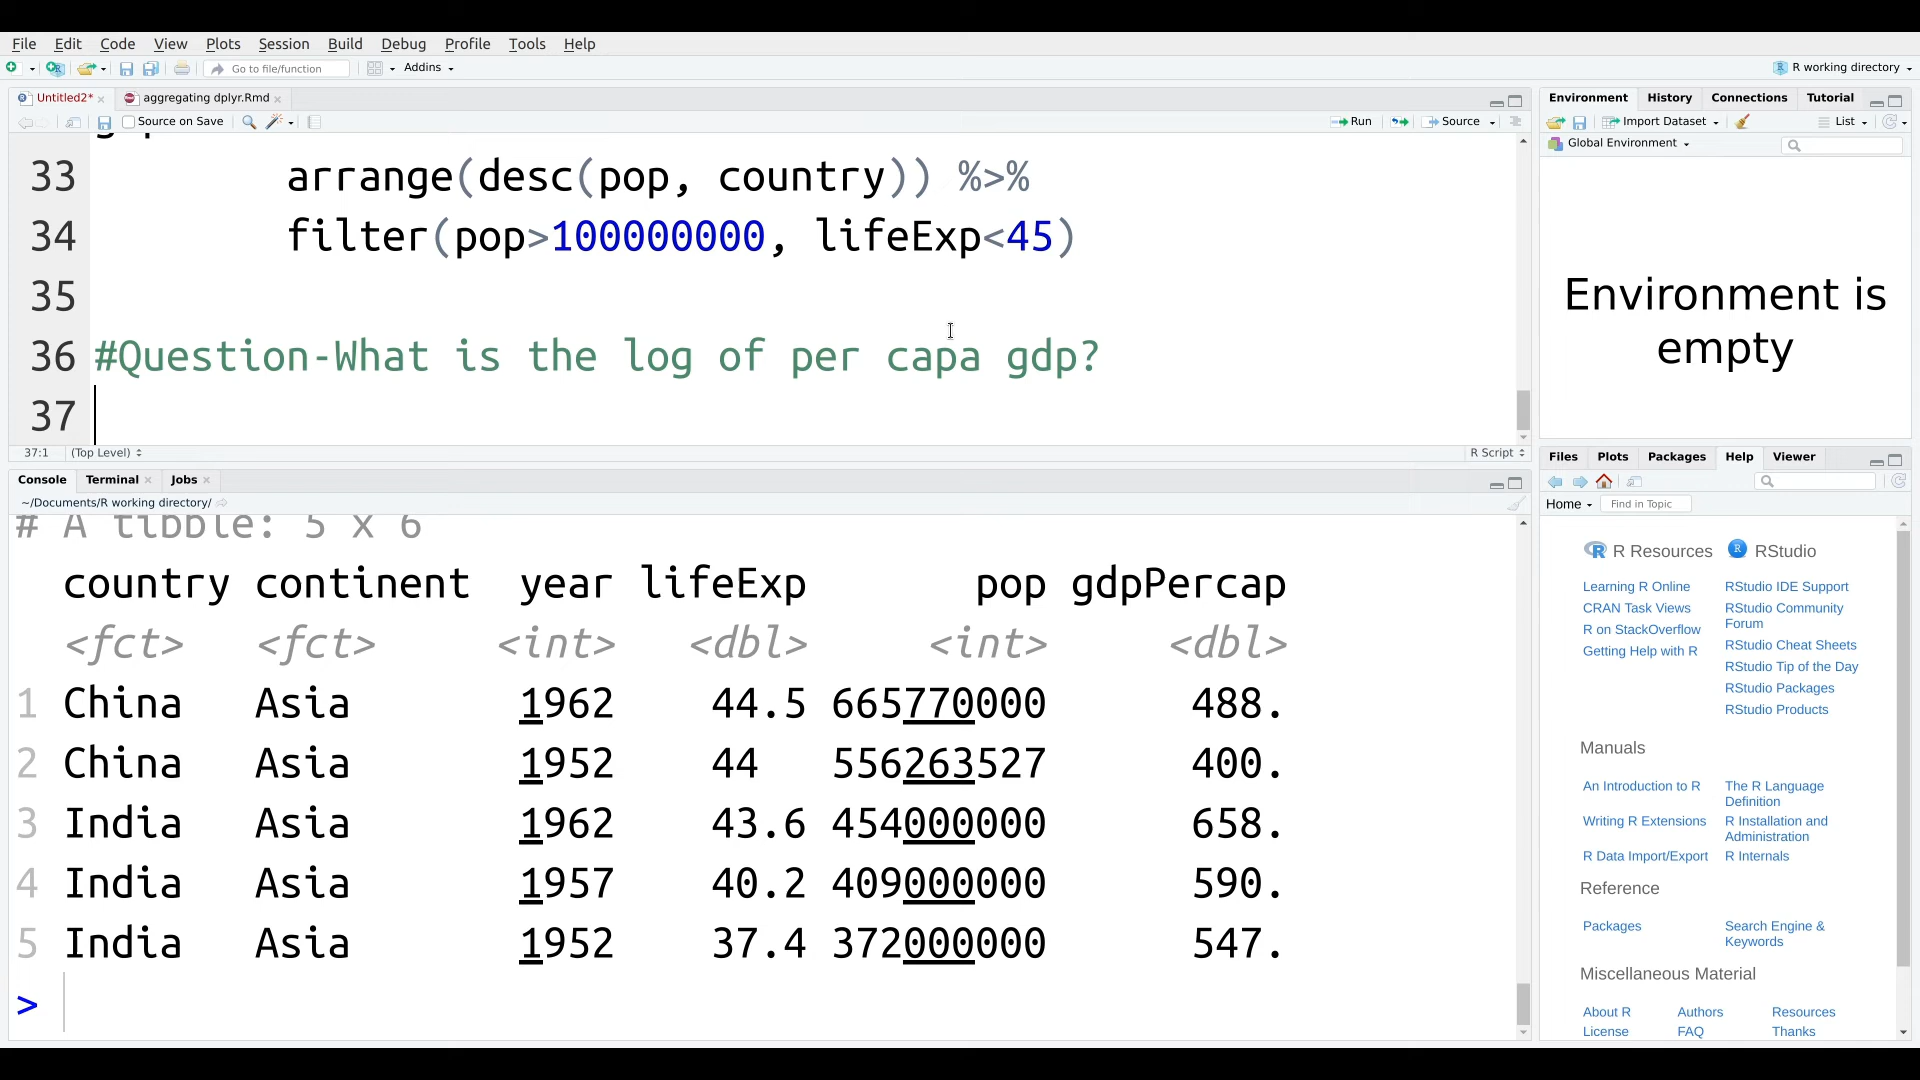 File Edit Code View Plots Session Build Debug Profile Tools Help
Go to file/function Addins R working directory
Untitled2* aggregating dplyr.Rmd
Source on Save Run Source
33 arrange(desc(pop, country)) %>%
34 filter(pop>100000000, lifeExp<45)
35
36 #Question-What is the log of per capa gdp?
37
37:1 (Top Level) R Script
Console Terminal Jobs
~/Documents/R working directory/
# A tibble: 5 x 6
country continent year lifeExp pop gdpPercap
<fct> <fct> <int> <dbl> <int> <dbl>
1 China Asia 1962 44.5 665770000 488.
2 China Asia 1952 44 556263527 400.
3 India Asia 1962 43.6 454000000 658.
4 India Asia 1957 40.2 409000000 590.
5 India Asia 1952 37.4 372000000 547.
>
Environment History Connections Tutorial
Import Dataset List
Global Environment
Environment is
empty
Files Plots Packages Help Viewer
Home Find in Topic
R Resources RStudio
Learning R Online RStudio IDE Support
CRAN Task Views RStudio Community
Forum
R on StackOverflow RStudio Cheat Sheets
Getting Help with R RStudio Tip of the Day
RStudio Packages
RStudio Products
Manuals
An Introduction to R The R Language
Definition
Writing R Extensions R Installation and
Administration
R Data Import/Export R Internals
Reference
Packages Search Engine &
Keywords
Miscellaneous Material
About R Authors Resources
License FAQ Thanks